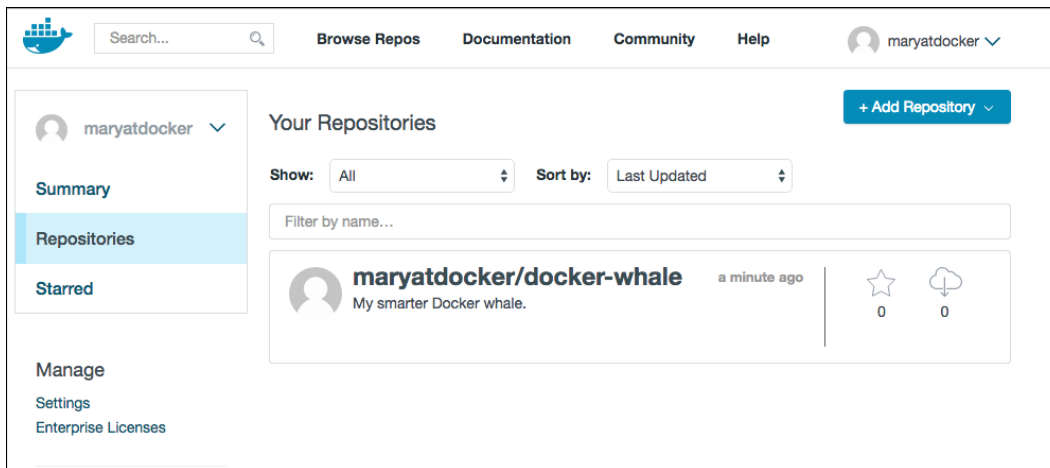 Search...
Browse Repos
Documentation
Community
Help
maryatdocker
maryatdocker
Summary
Repositories
Starred
Manage
Settings
Enterprise Licenses
Your Repositories
+ Add Repository
Show: All
Sort by: Last Updated
Filter by name...
maryatdocker/docker-whale
a minute ago
My smarter Docker whale.
0
0